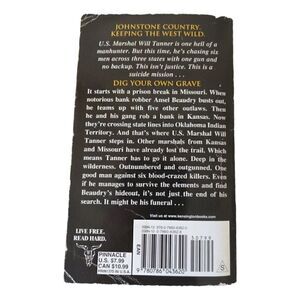 JOHNSTONE COUNTRY.
KEEPING THE WEST WILD.
U.S. Marshal Will Tanner is one hell of a
manhunter. But this time, he's chasing six
men across three states with one gun and
no backup. This isn't justice. This is a
suicide mission . . .
DIG YOUR OWN GRAVE
It starts with a prison break in Missouri. When
notorious bank robber Ansel Beaudry busts out,
he teams up with five other outlaws. Then
he and his gang rob a bank in Kansas. Now
they're crossing state lines into Oklahoma Indian
Territory. And that's where U.S. Marshal Will
Tanner steps in. Other marshals from Kansas
and Missouri have already lost the trail. Which
means Tanner has to go it alone. Deep in the
wilderness. Outnumbered and outgunned. One
good man against six blood-crazed killers. Even
if he manages to survive the elements and find
Beaudry's hideout, it's not just the end of his
search. It might be his funeral . . .
Visit us at www.kensingtonbooks.com
LIVE FREE.
READ HARD.
PINNACLE
U.S. $7.99
CAN $10.99
50799
EAN
9 780786 043620